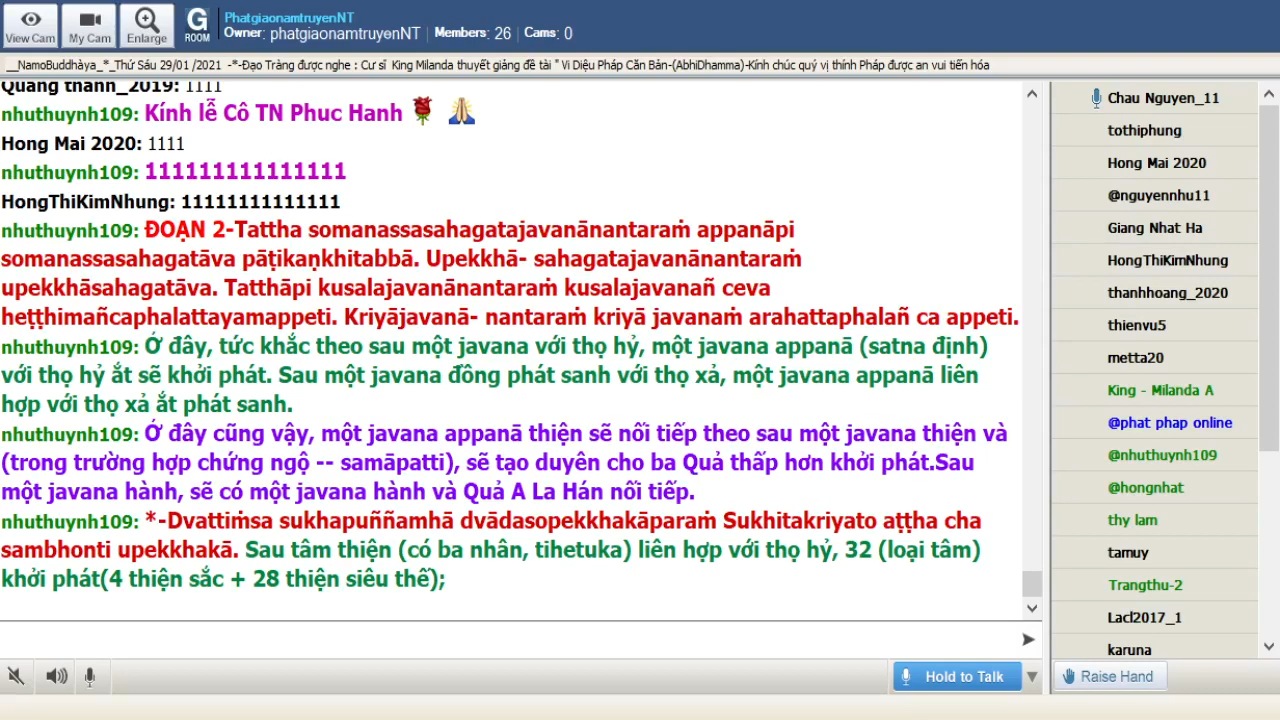 View Cam
My Cam
Enlarge
G
ROOM
PhatgiaonamtruyenNT
Owner: phatgiaonamtruyenNT | Members: 26 | Cams: 0
__NamoBuddhàya_*_Thứ Sáu 29/01 /2021 -*-Đạo Tràng được nghe : Cư sĩ King Milanda thuyết giảng đề tài " Vi Diệu Pháp Căn Bản-(AbhiDhamma)-Kính chúc quý vị thính Pháp được an vui tiến hóa
Quang thanh_2019: 1111
nhuthuynh109: Kính lễ Cô TN Phuc Hanh 🌹 🙏
Hong Mai 2020: 1111
nhuthuynh109: 111111111111111
HongThiKimNhung: 11111111111111
nhuthuynh109: ĐOẠN 2-Tattha somanassasahagatajavanānantaraṁ appanāpi
somanassasahagatāva pāṭikaṇkhitabbā. Upekkhā- sahagatajavanānantaraṁ
upekkhāsahagatāva. Tatthāpi kusalajavanānantaraṁ kusalajavanañ ceva
heṭṭhimañcaphalattayamappeti. Kriyājavanā- nantaraṁ kriyā javanaṁ arahattaphalañ ca appeti.
nhuthuynh109: Ở đây, tức khắc theo sau một javana với thọ hỷ, một javana appanā (satna định)
với thọ hỷ ắt sẽ khởi phát. Sau một javana đồng phát sanh với thọ xả, một javana appanā liên
hợp với thọ xả ắt phát sanh.
nhuthuynh109: Ở đây cũng vậy, một javana appanā thiện sẽ nối tiếp theo sau một javana thiện và
(trong trường hợp chứng ngộ -- samāpatti), sẽ tạo duyên cho ba Quả thấp hơn khởi phát.Sau
một javana hành, sẽ có một javana hành và Quả A La Hán nối tiếp.
nhuthuynh109: *-Dvattiṁsa sukhapuññamhā dvādasopekkhakāparaṁ Sukhitakriyato aṭṭha cha
sambhonti upekkhakā. Sau tâm thiện (có ba nhân, tihetuka) liên hợp với thọ hỷ, 32 (loại tâm)
khởi phát(4 thiện sắc + 28 thiện siêu thế);
Chau Nguyen_11
tothiphung
Hong Mai 2020
@nguyennhu11
Giang Nhat Ha
HongThiKimNhung
thanhhoang_2020
thienvu5
metta20
King - Milanda A
@phat phap online
@nhuthuynh109
@hongnhat
thy lam
tamuy
Trangthu-2
Lacl2017_1
karuna
Hold to Talk
Raise Hand